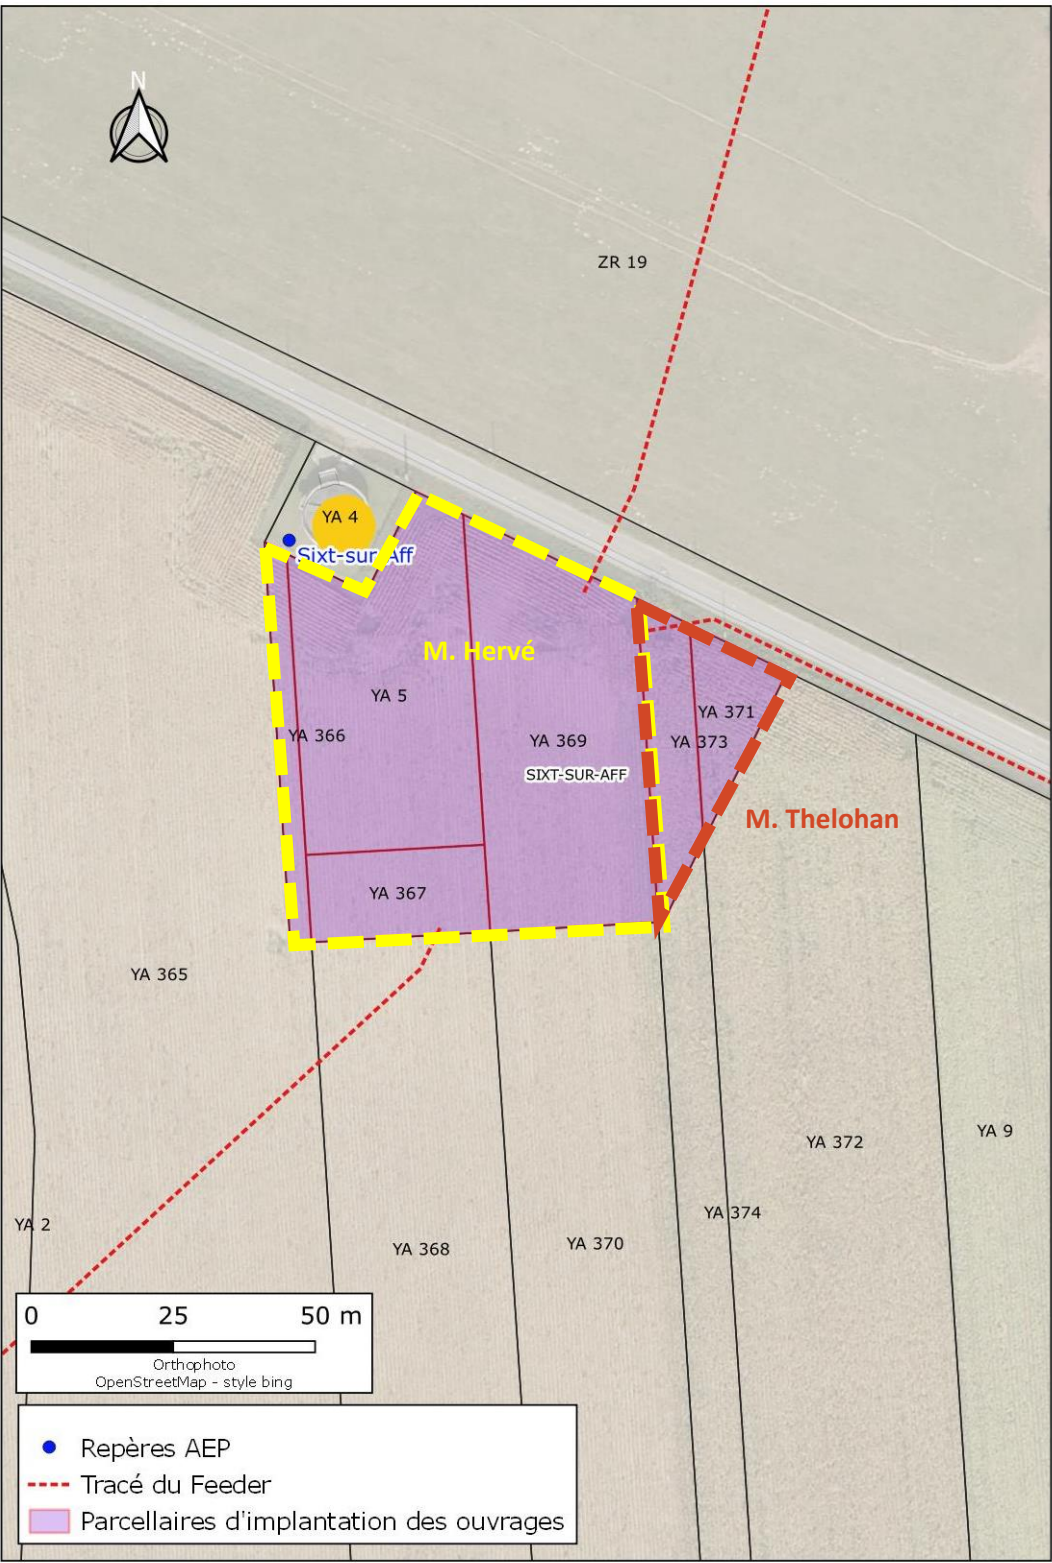 N
ZR 19
YA 4
Sixt-sur-Aff
M. Hervé
YA 5
YA 371
YA 366
YA 369
YA 373
SIXT-SUR-AFF
M. Thelohan
YA 367
YA 365
YA 9
YA 372
YA 374
YA 2
YA 368
YA 370
0 25 50 m
Orthophoto
OpenStreetMap - style bing
Repères AEP
Tracé du Feeder
Parcellaires d'implantation des ouvrages